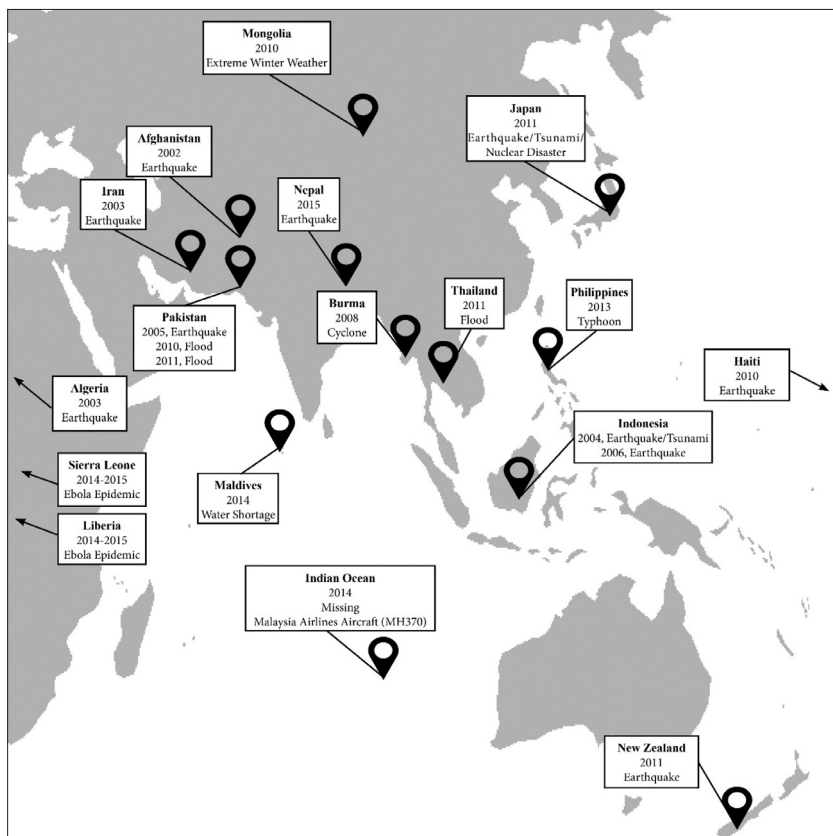 Mongolia
2010
Extreme Winter Weather
Japan
2011
Earthquake/Tsunami/
Nuclear Disaster
Afghanistan
2002
Earthquake
Iran
2003
Earthquake
Nepal
2015
Earthquake
Pakistan
2005, Earthquake
2010, Flood
2011, Flood
Burma
2008
Cyclone
Thailand
2011
Flood
Philippines
2013
Typhoon
Haiti
2010
Earthquake
Algeria
2003
Earthquake
Indonesia
2004, Earthquake/Tsunami
2006, Earthquake
Sierra Leone
2014-2015
Ebola Epidemic
Maldives
2014
Water Shortage
Liberia
2014-2015
Ebola Epidemic
Indian Ocean
2014
Missing
Malaysia Airlines Aircraft (MH370)
New Zealand
2011
Earthquake